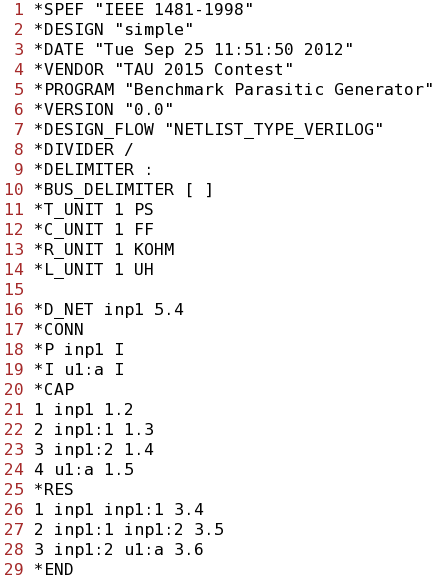 1 *SPEF "IEEE 1481-1998"
2 *DESIGN "simple"
3 *DATE "Tue Sep 25 11:51:50 2012"
4 *VENDOR "TAU 2015 Contest"
5 *PROGRAM "Benchmark Parasitic Generator"
6 *VERSION "0.0"
7 *DESIGN_FLOW "NETLIST_TYPE_VERILOG"
8 *DIVIDER /
9 *DELIMITER :
10 *BUS_DELIMITER [ ]
11 *T_UNIT 1 PS
12 *C_UNIT 1 FF
13 *R_UNIT 1 KOHM
14 *L_UNIT 1 UH
15
16 *D_NET inp1 5.4
17 *CONN
18 *P inp1 I
19 *I u1:a I
20 *CAP
21 1 inp1 1.2
22 2 inp1:1 1.3
23 3 inp1:2 1.4
24 4 u1:a 1.5
25 *RES
26 1 inp1 inp1:1 3.4
27 2 inp1:1 inp1:2 3.5
28 3 inp1:2 u1:a 3.6
29 *END